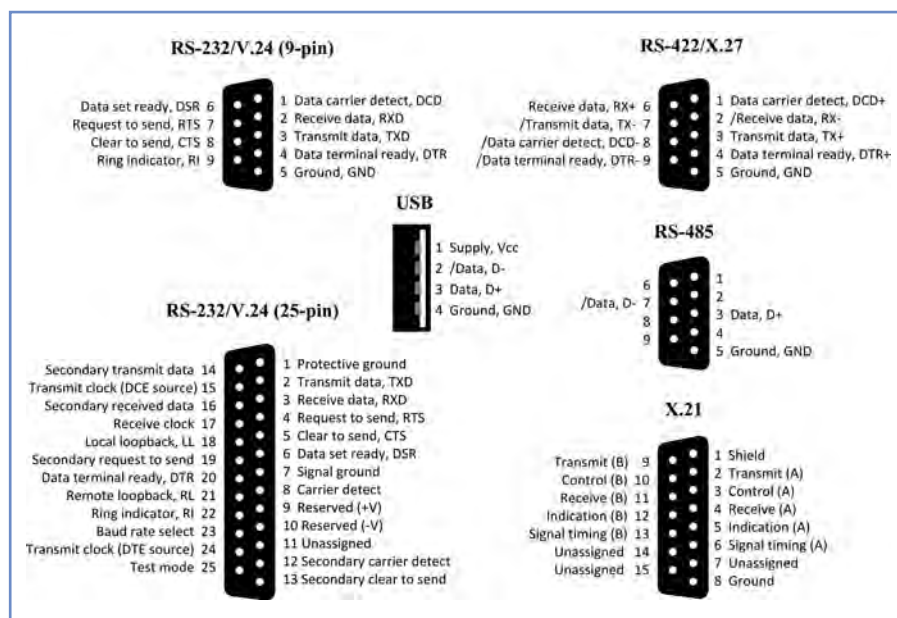 RS-232/V.24 (9-pin)
Data set ready, DSR 6
Request to send, RTS 7
Clear to send, CTS 8
Ring Indicator, RI 9
1 Data carrier detect, DCD
2 Receive data, RXD
3 Transmit data, TXD
4 Data terminal ready, DTR
5 Ground, GND
RS-422/X.27
Receive data, RX+ 6
/Transmit data, TX- 7
/Data carrier detect, DCD- 8
/Data terminal ready, DTR- 9
1 Data carrier detect, DCD+
2 /Receive data, RX-
3 Transmit data, TX+
4 Data terminal ready, DTR+
5 Ground, GND
USB
1 Supply, Vcc
2 /Data, D-
3 Data, D+
4 Ground, GND
RS-485
6
/Data, D- 7
8
9
1
2
3 Data, D+
4
5 Ground, GND
RS-232/V.24 (25-pin)
Secondary transmit data 14
Transmit clock (DCE source) 15
Secondary received data 16
Receive clock 17
Local loopback, LL 18
Secondary request to send 19
Data terminal ready, DTR 20
Remote loopback, RL 21
Ring indicator, RI 22
Baud rate select 23
Transmit clock (DTE source) 24
Test mode 25
1 Protective ground
2 Transmit data, TXD
3 Receive data, RXD
4 Request to send, RTS
5 Clear to send, CTS
6 Data set ready, DSR
7 Signal ground
8 Carrier detect
9 Reserved (+V)
10 Reserved (-V)
11 Unassigned
12 Secondary carrier detect
13 Secondary clear to send
X.21
Transmit (B) 9
Control (B) 10
Receive (B) 11
Indication (B) 12
Signal timing (B) 13
Unassigned 14
Unassigned 15
1 Shield
2 Transmit (A)
3 Control (A)
4 Receive (A)
5 Indication (A)
6 Signal timing (A)
7 Unassigned
8 Ground